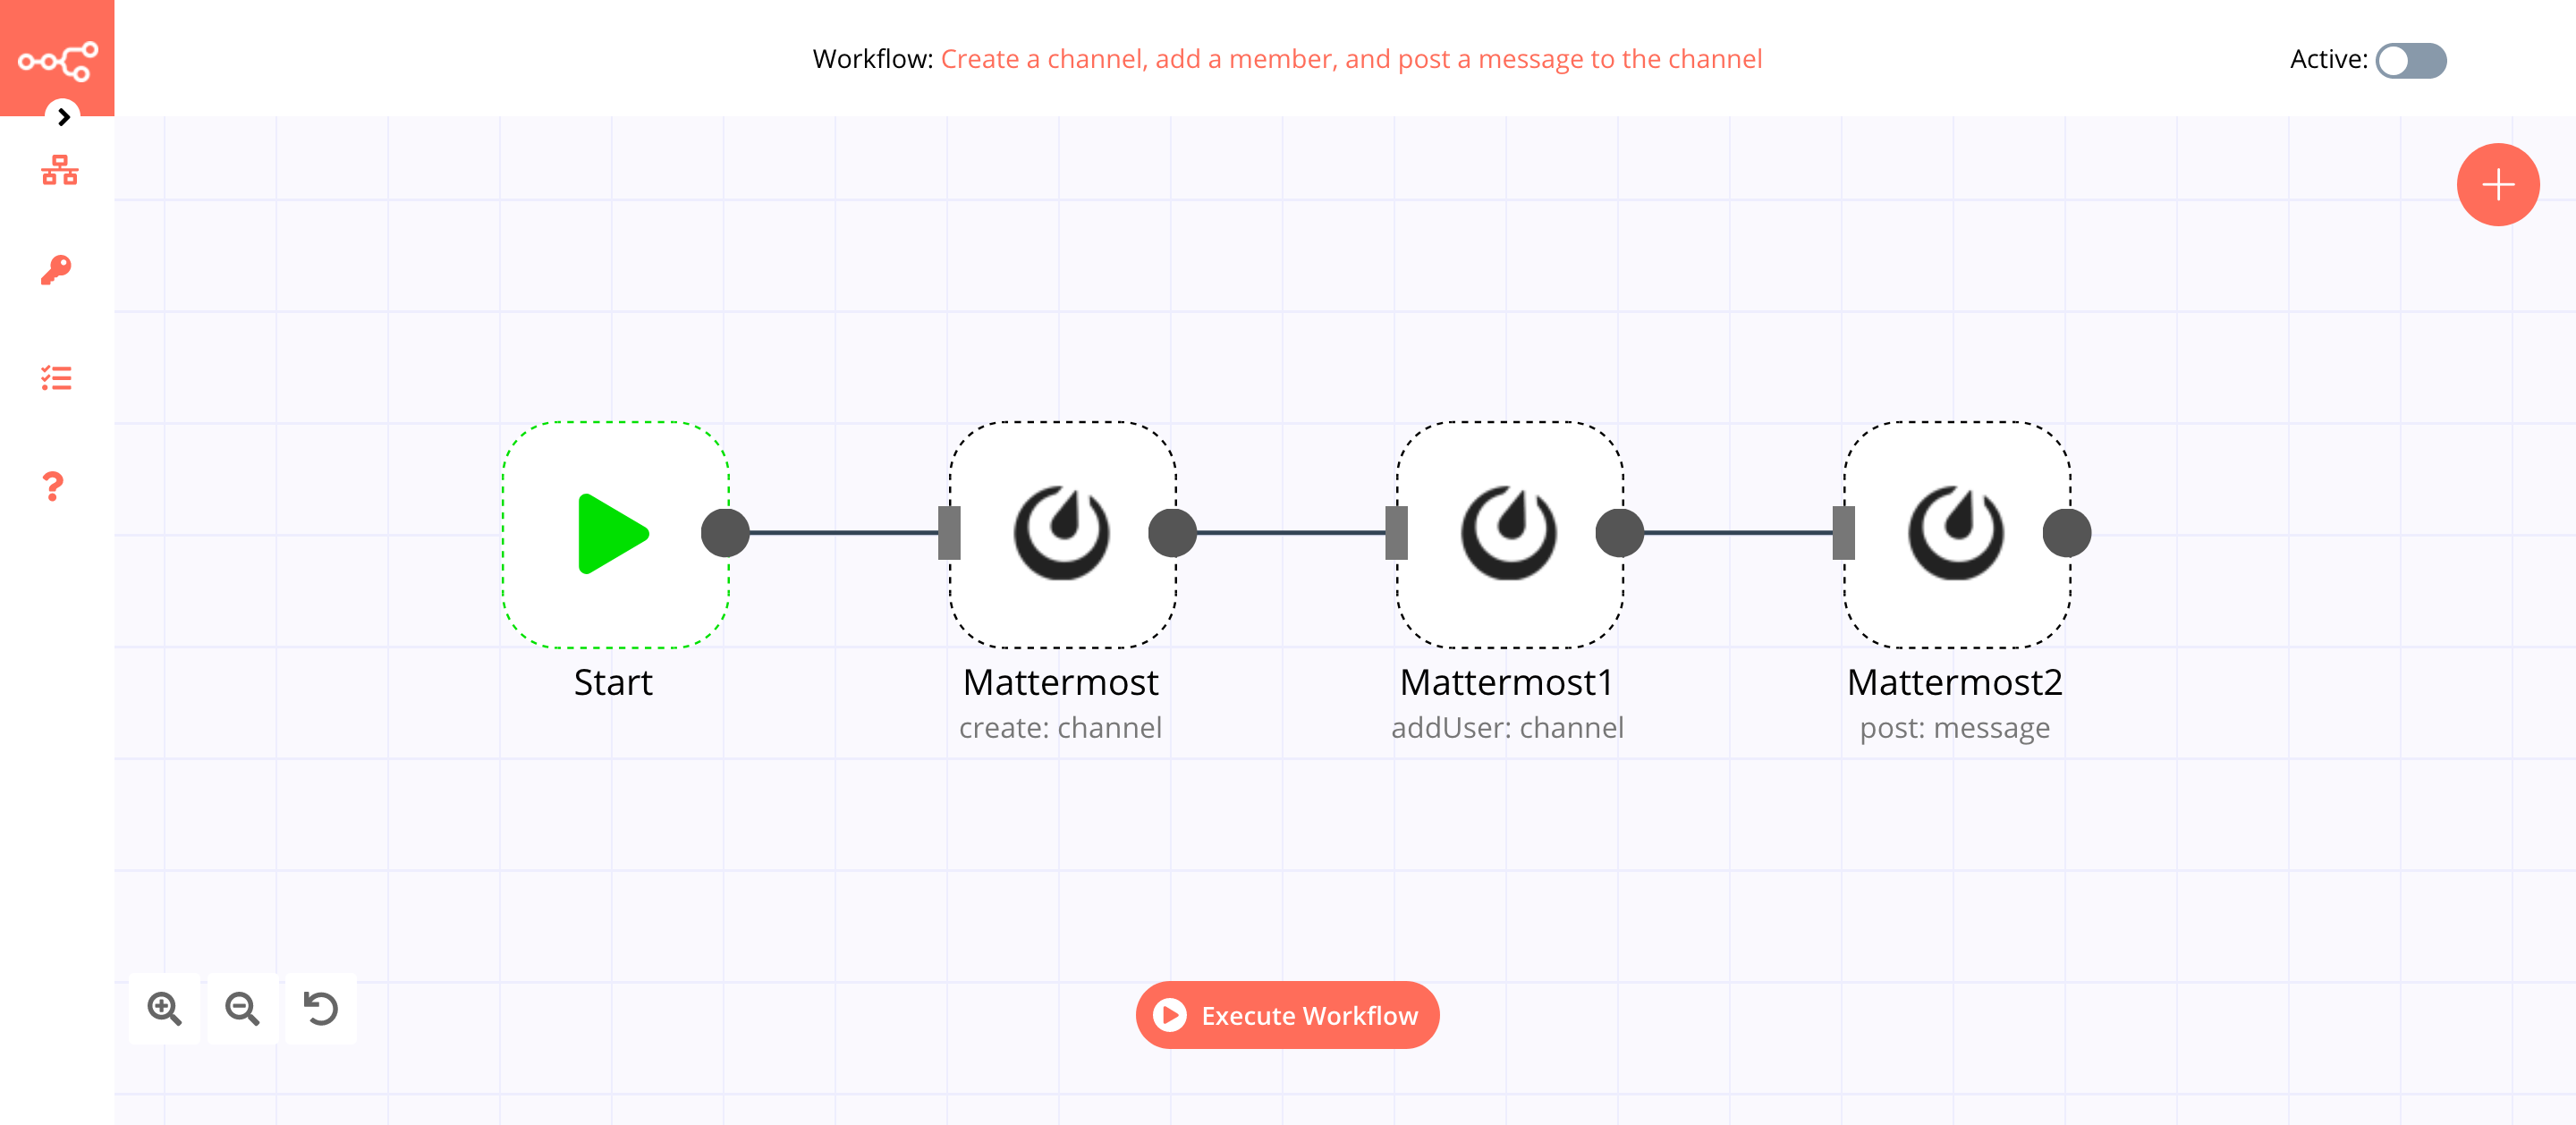 Workflow: Create a channel, add a member, and post a message to the channel
Active:
Start
Mattermost
create: channel
Mattermost1
addUser: channel
Mattermost2
post: message
Execute Workflow